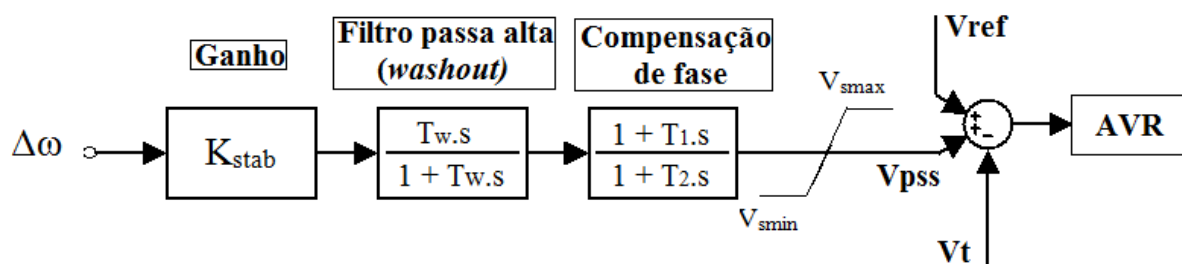 Ganho
Filtro passa alta
(washout)
Compensação
de fase
Vref
Vsmax
Δω
Kstab
Tw.s
1 + Tw.s
1 + T1.s
1 + T2.s
+
+
-
AVR
Vpss
Vsmin
Vt